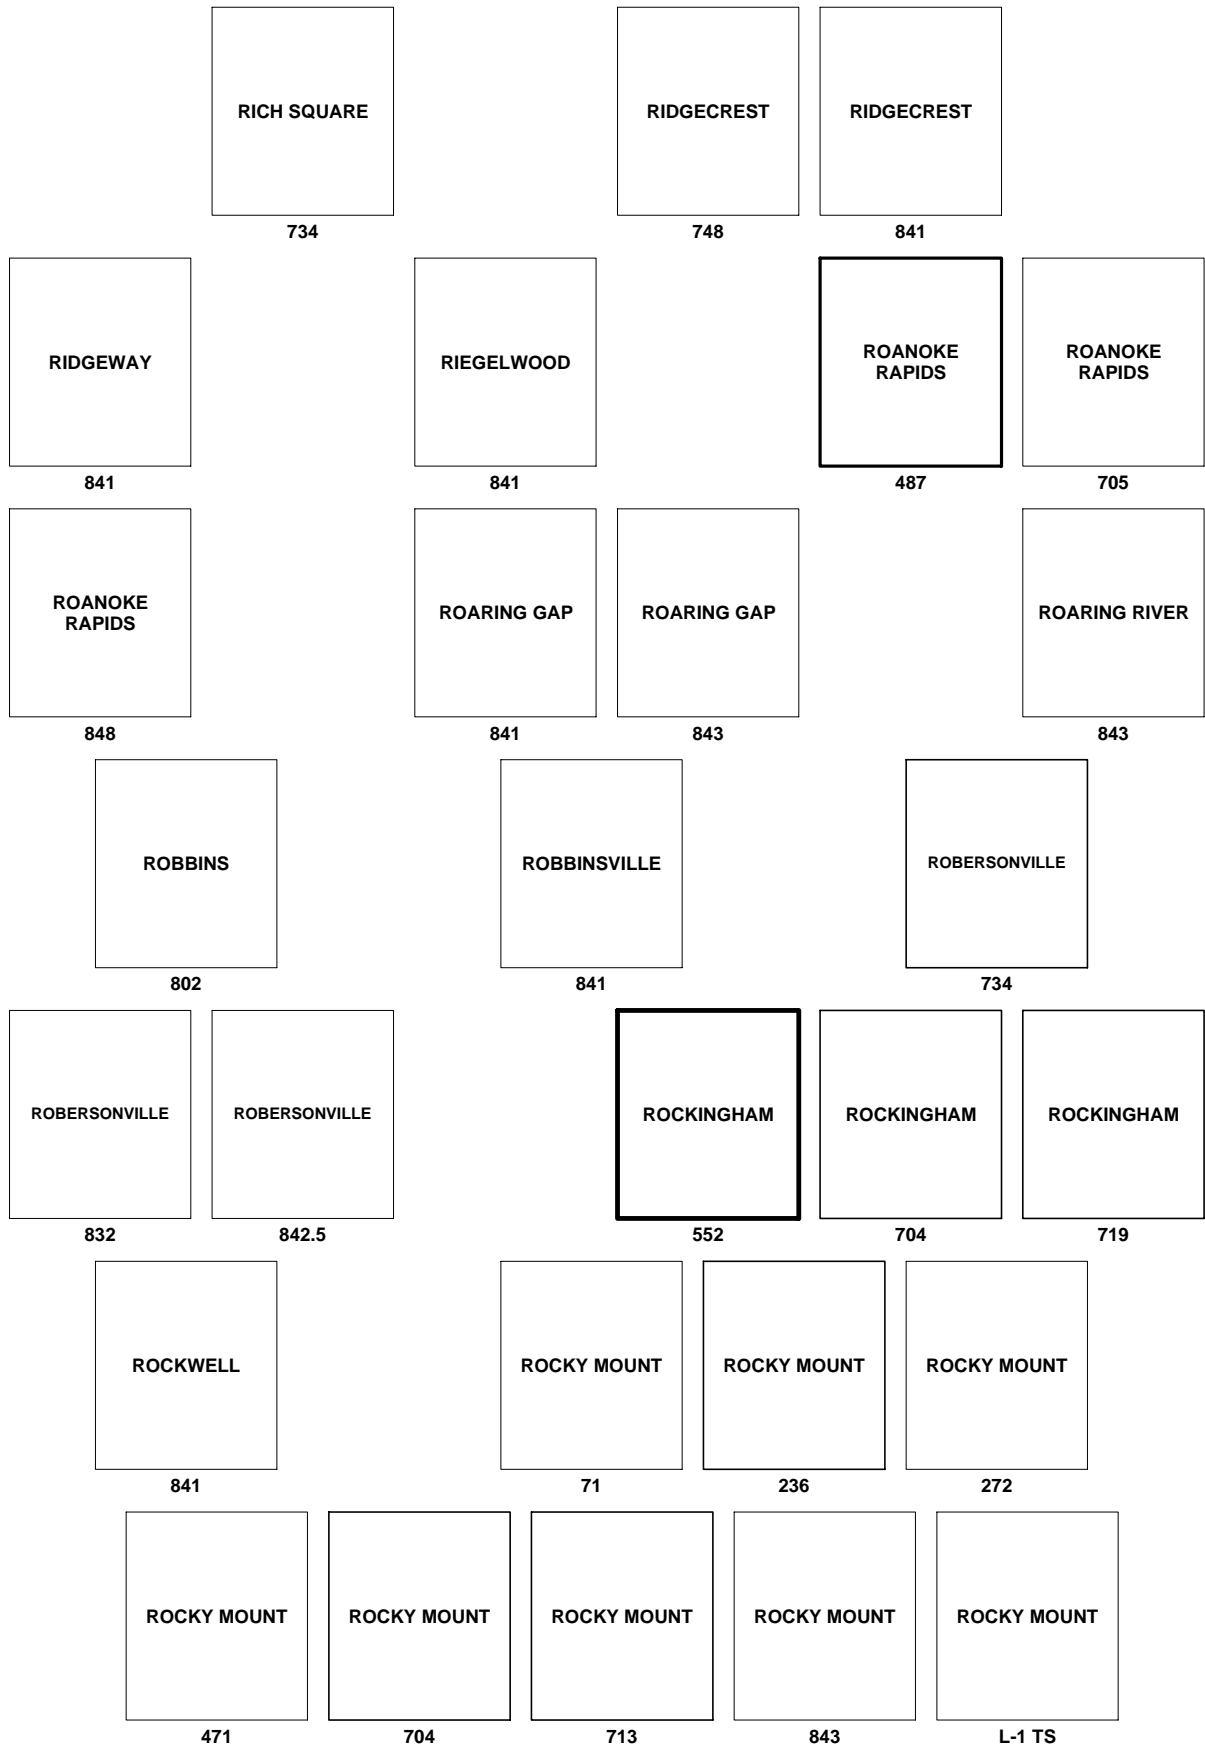 RICH SQUARE
734
RIDGECREST
748
RIDGECREST
841
RIDGEWAY
841
RIEGELWOOD
841
ROANOKE
RAPIDS
487
ROANOKE
RAPIDS
705
ROANOKE
RAPIDS
848
ROARING GAP
841
ROARING GAP
843
ROARING RIVER
843
ROBBINS
802
ROBBINSVILLE
841
ROBERSONVILLE
734
ROBERSONVILLE
832
ROBERSONVILLE
842.5
ROCKINGHAM
552
ROCKINGHAM
704
ROCKINGHAM
719
ROCKWELL
841
ROCKY MOUNT
71
ROCKY MOUNT
236
ROCKY MOUNT
272
ROCKY MOUNT
471
ROCKY MOUNT
704
ROCKY MOUNT
713
ROCKY MOUNT
843
ROCKY MOUNT
L-1 TS